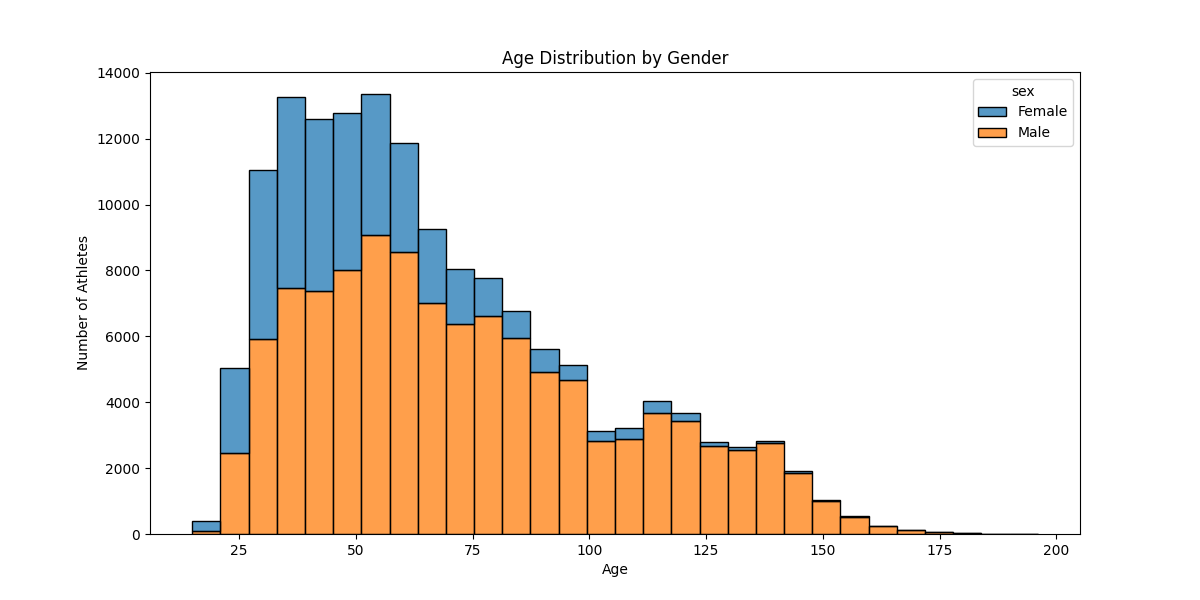 Age Distribution by Gender
14000
12000
10000
8000
6000
4000
2000
0
Number of Athletes
sex
Female
Male
25 50 75 100 125 150 175 200
Age